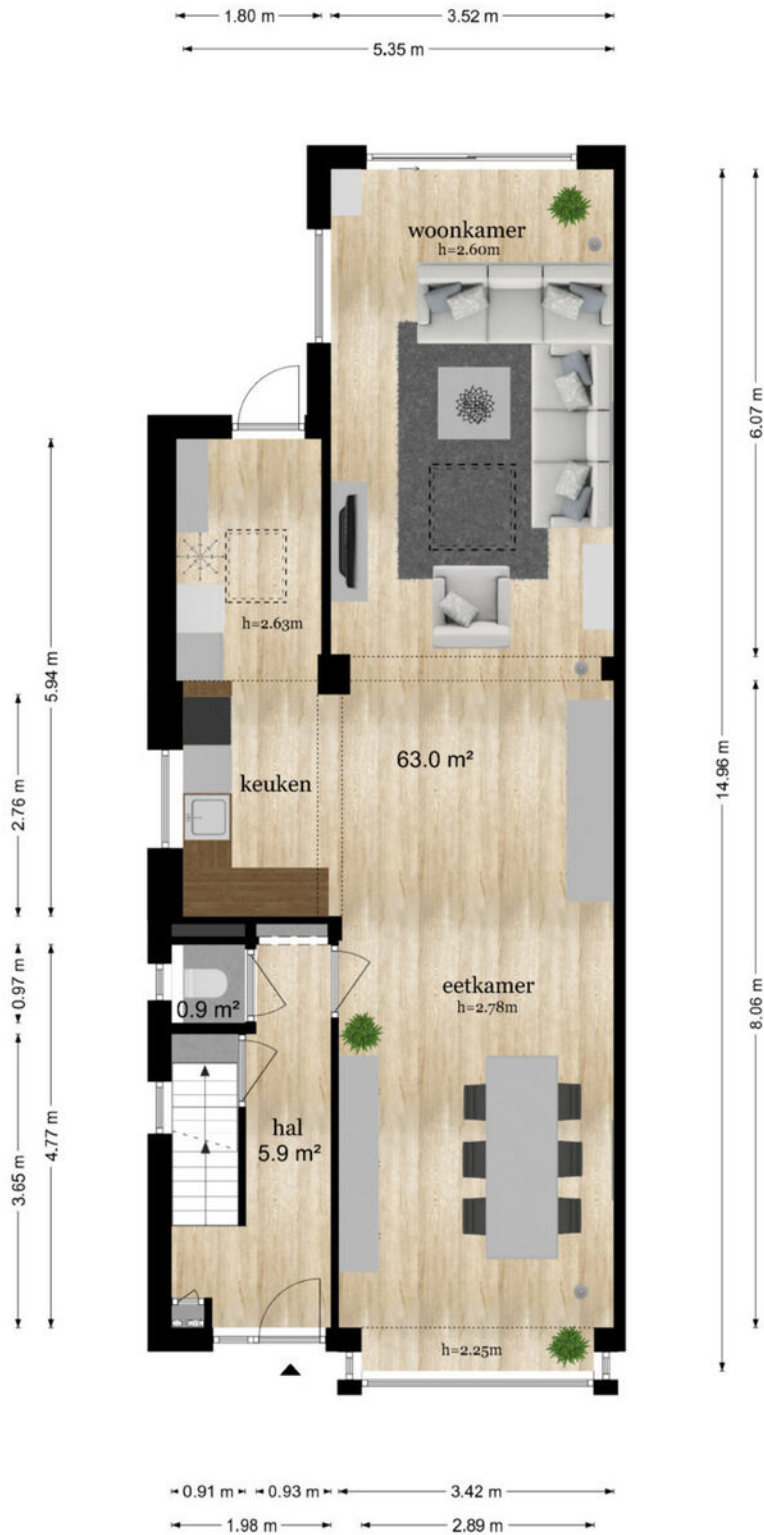 1.80 m
3.52 m
5.35 m
woonkamer
h=2.60m
6.07 m
h=2.63m
5.94 m
63.0 m²
14.96 m
keuken
2.76 m
0.97 m
eetkamer
h=2.78m
0.9 m²
8.06 m
4.77 m
hal
5.9 m²
3.65 m
h=2.25m
0.91 m
0.93 m
3.42 m
1.98 m
2.89 m